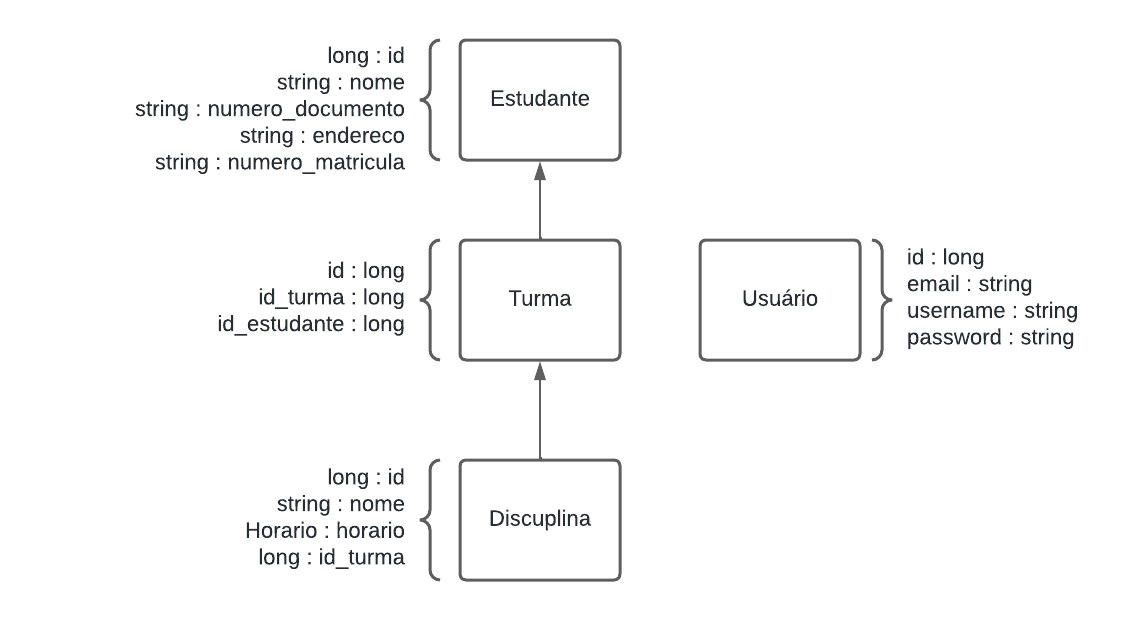 long : id
string : nome
string : numero_documento
string : endereco
string : numero_matricula
Estudante
id : long
id_turma : long
id_estudante : long
Turma
Usuário
id : long
email : string
username : string
password : string
long : id
string : nome
Horario : horario
long : id_turma
Discuplina